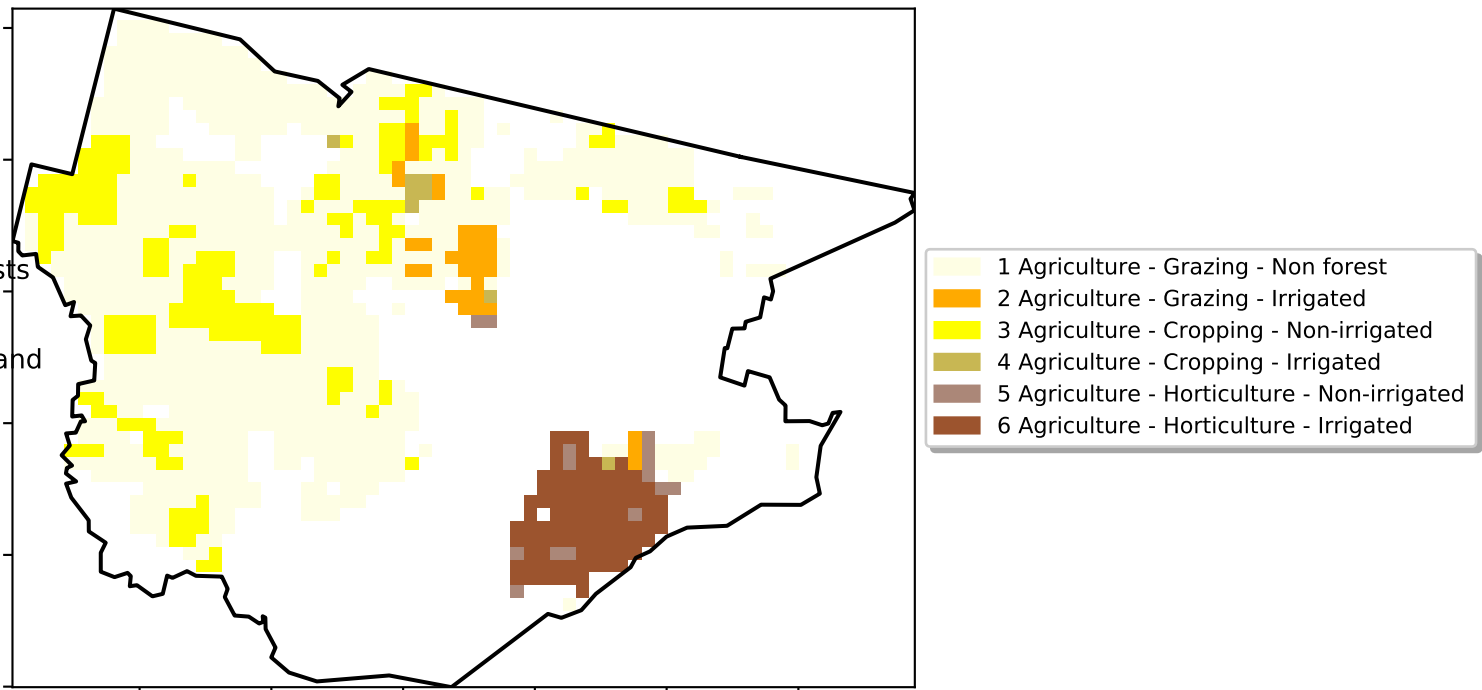 sts
and
1 Agriculture - Grazing - Non forest
2 Agriculture - Grazing - Irrigated
3 Agriculture - Cropping - Non-irrigated
4 Agriculture - Cropping - Irrigated
5 Agriculture - Horticulture - Non-irrigated
6 Agriculture - Horticulture - Irrigated